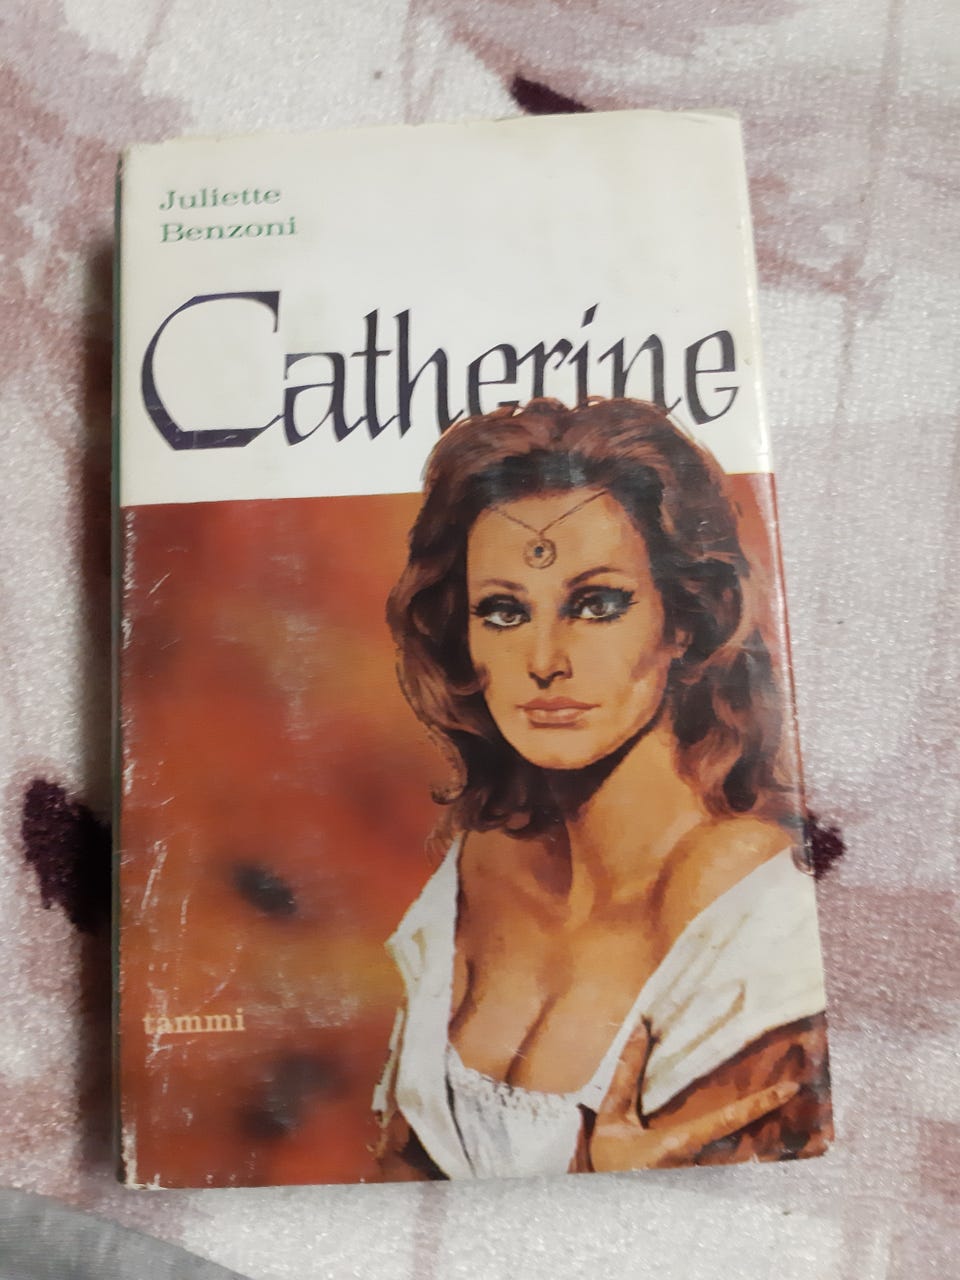 Juliette
Benzoni
Catherine
tammi